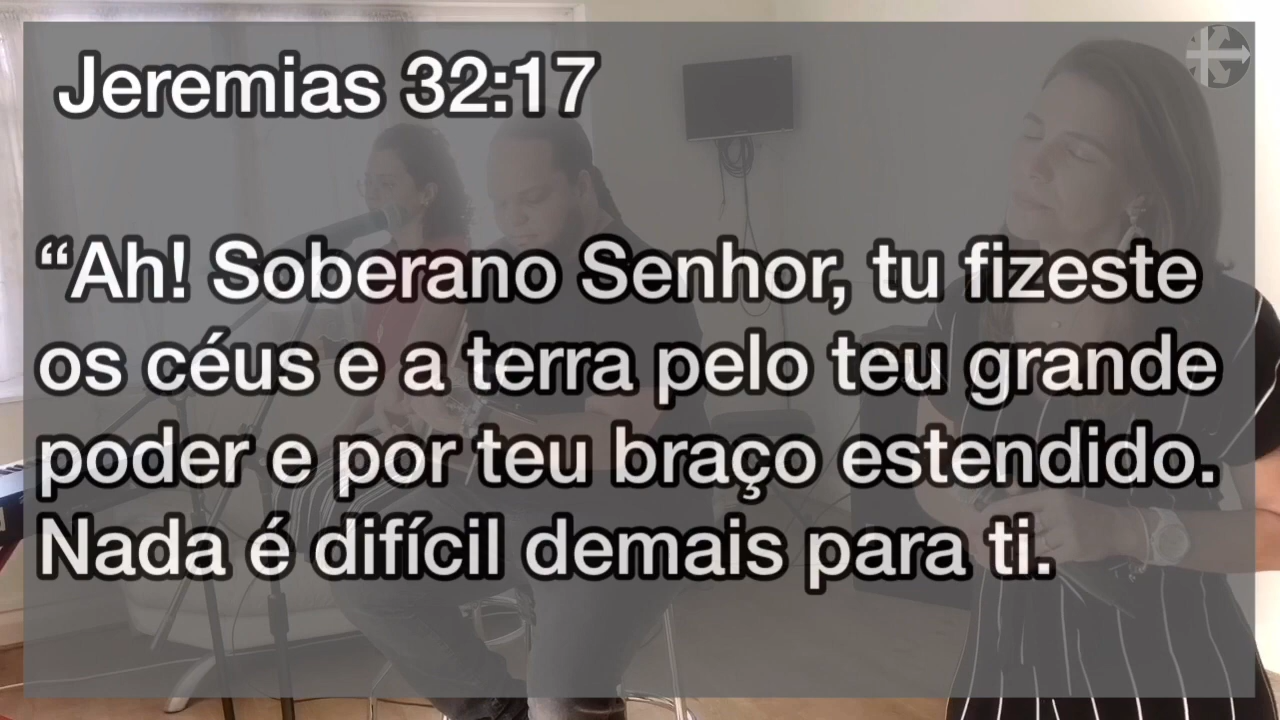 Jeremias 32:17
“Ah! Soberano Senhor, tu fizeste
os céus e a terra pelo teu grande
poder e por teu braço estendido.
Nada é difícil demais para ti.